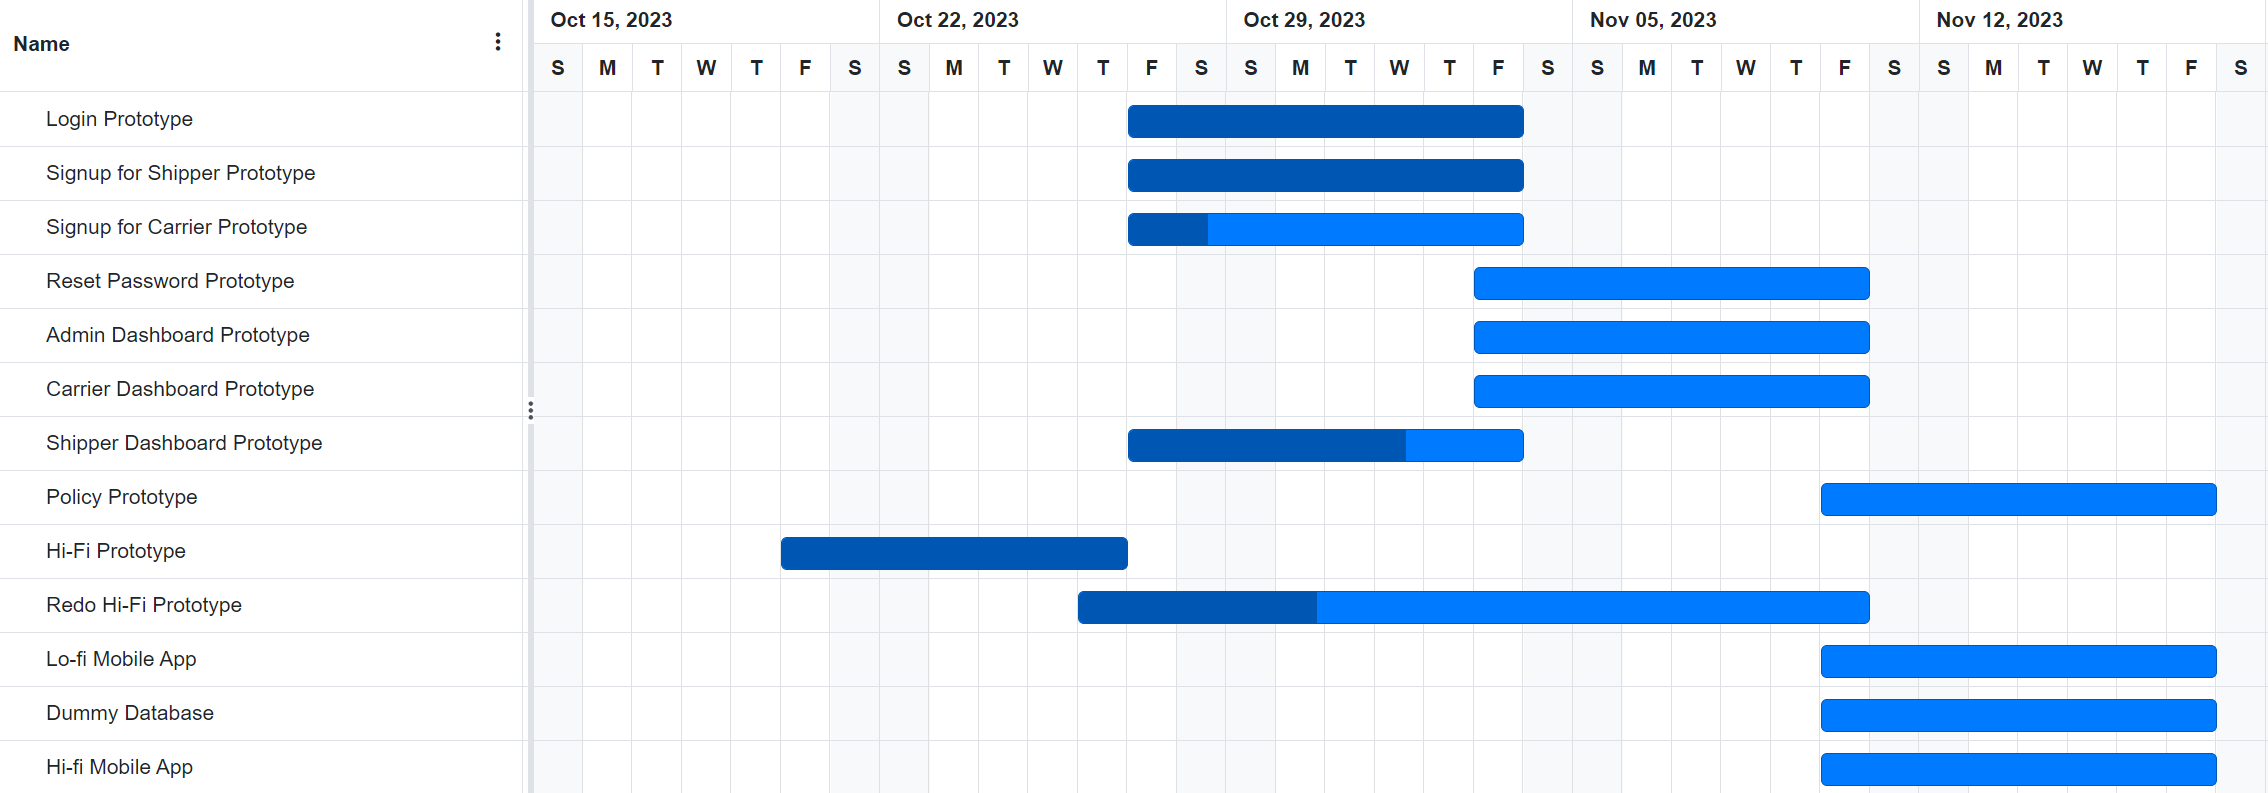 Name
Oct 15, 2023 Oct 22, 2023 Oct 29, 2023 Nov 05, 2023 Nov 12, 2023
S M T W T F S S M T W T F S S M T W T F S S M T W T F S S M T W T F S
Login Prototype
Signup for Shipper Prototype
Signup for Carrier Prototype
Reset Password Prototype
Admin Dashboard Prototype
Carrier Dashboard Prototype
Shipper Dashboard Prototype
Policy Prototype
Hi-Fi Prototype
Redo Hi-Fi Prototype
Lo-fi Mobile App
Dummy Database
Hi-fi Mobile App